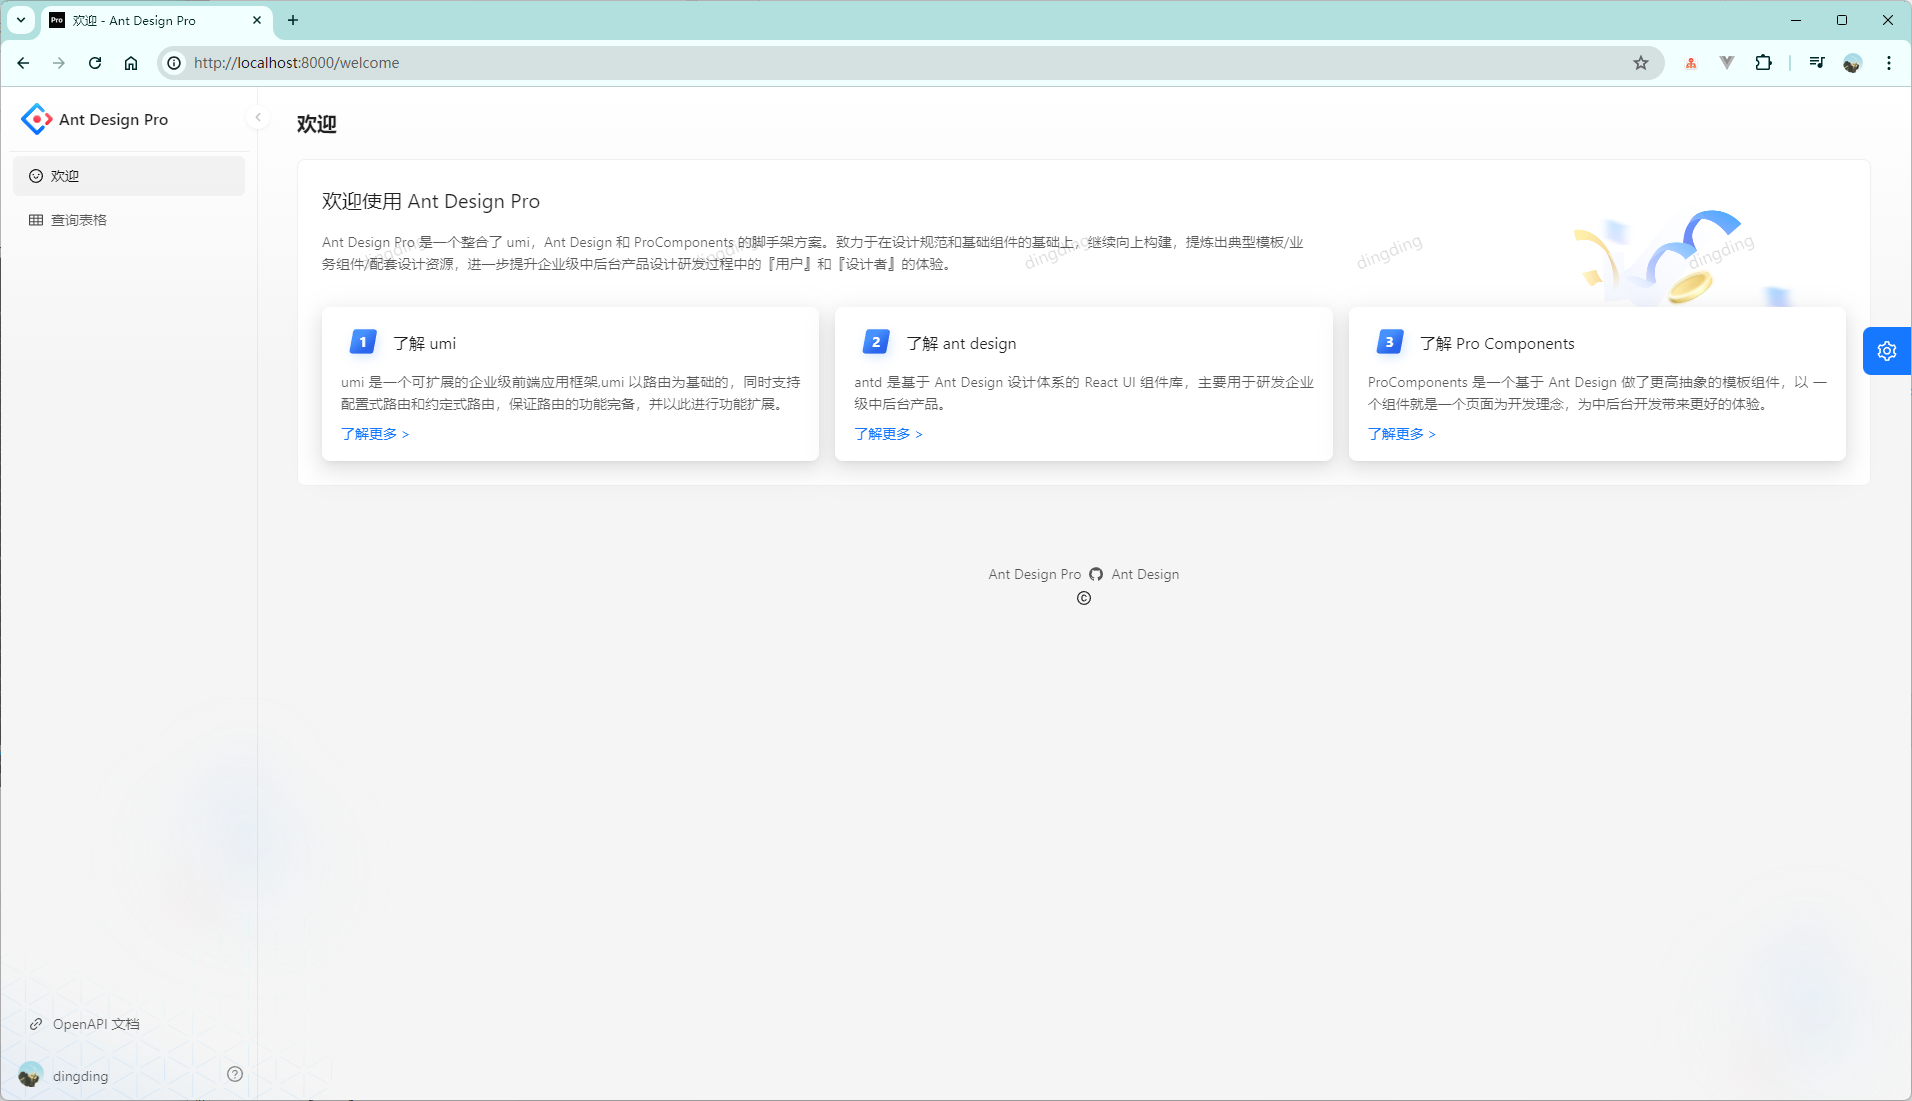 Pro 欢迎 - Ant Design Pro
http://localhost:8000/welcome
Ant Design Pro
欢迎
查询表格
OpenAPI 文档
dingding
欢迎
欢迎使用 Ant Design Pro
Ant Design Pro 是一个整合了 umi，Ant Design 和 ProComponents 的脚手架方案。致力于在设计规范和基础组件的基础上，继续向上构建，提炼出典型模板/业
务组件/配套设计资源，进一步提升企业级中后台产品设计研发过程中的『用户』和『设计者』的体验。
dingding
dingding
dingding
dingding
dingding
1 了解 umi
umi 是一个可扩展的企业级前端应用框架,umi 以路由为基础的，同时支持
配置式路由和约定式路由，保证路由的功能完备，并以此进行功能扩展。
了解更多 >
2 了解 ant design
antd 是基于 Ant Design 设计体系的 React UI 组件库，主要用于研发企业
级中后台产品。
了解更多 >
3 了解 Pro Components
ProComponents 是一个基于 Ant Design 做了更高抽象的模板组件，以 一
个组件就是一个页面为开发理念，为中后台开发带来更好的体验。
了解更多 >
Ant Design Pro Ant Design
©